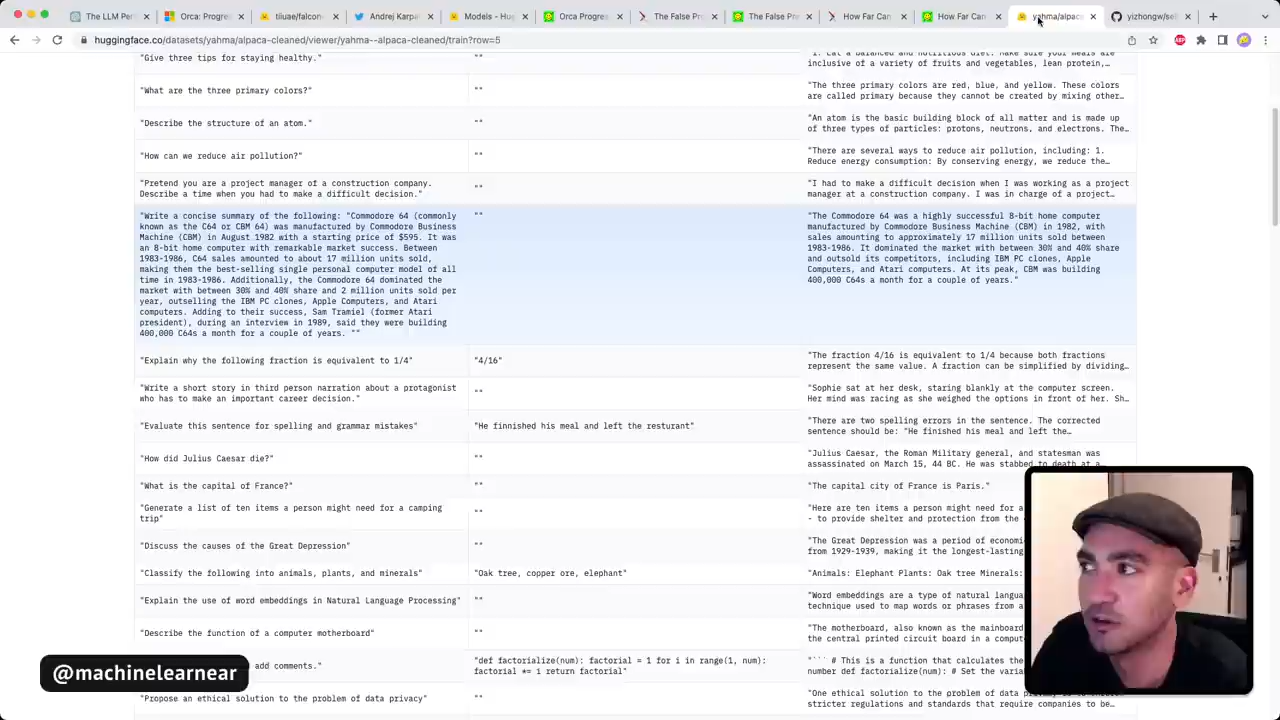 The LLM Per
Orca: Progres
tiiuae/falcon
Andrej Karpa
Models - Hug
Orca Progres
The False Pro
The False Pro
How Far Can
How Far Can
yahma/alpaca
yizhongw/sel
huggingface.co/datasets/yahma/alpaca-cleaned/viewer/yahma--alpaca-cleaned/train?row=5
"Give three tips for staying healthy."
""
inclusive of a variety of fruits and vegetables, lean protein,…
"What are the three primary colors?"
""
"The three primary colors are red, blue, and yellow. These colors
are called primary because they cannot be created by mixing other…
"Describe the structure of an atom."
""
"An atom is the basic building block of all matter and is made up
of three types of particles: protons, neutrons, and electrons. The…
"How can we reduce air pollution?"
""
"There are several ways to reduce air pollution, including: 1.
Reduce energy consumption: By conserving energy, we reduce the…
"Pretend you are a project manager of a construction company.
Describe a time when you had to make a difficult decision."
""
"I had to make a difficult decision when I was working as a project
manager at a construction company. I was in charge of a project…
"Write a concise summary of the following: "Commodore 64 (commonly
known as the C64 or CBM 64) was manufactured by Commodore Business
Machine (CBM) in August 1982 with a starting price of $595. It was
an 8-bit home computer with remarkable market success. Between
1983-1986, C64 sales amounted to about 17 million units sold,
making them the best-selling single personal computer model of all
time in 1983-1986. Additionally, the Commodore 64 dominated the
market with between 30% and 40% share and 2 million units sold per
year, outselling the IBM PC clones, Apple Computers, and Atari
computers. Adding to their success, Sam Tramiel (former Atari
president), during an interview in 1989, said they were building
400,000 C64s a month for a couple of years. ""
""
"The Commodore 64 was a highly successful 8-bit home computer
manufactured by Commodore Business Machine (CBM) in 1982, with
sales amounting to approximately 17 million units sold between
1983-1986. It dominated the market with between 30% and 40% share
and outsold its competitors, including IBM PC clones, Apple
Computers, and Atari computers. At its peak, CBM was building
400,000 C64s a month for a couple of years."
"Explain why the following fraction is equivalent to 1/4"
"4/16"
"The fraction 4/16 is equivalent to 1/4 because both fractions
represent the same value. A fraction can be simplified by dividing…
"Write a short story in third person narration about a protagonist
who has to make an important career decision."
""
"Sophie sat at her desk, staring blankly at the computer screen.
Her mind was racing as she weighed the options in front of her. Sh…
"Evaluate this sentence for spelling and grammar mistakes"
"He finnished his meal and left the resturant"
"There are two spelling errors in the sentence. The corrected
sentence should be: "He finished his meal and left the…
"How did Julius Caesar die?"
""
"Julius Caesar, the Roman Military general, and statesman was
assassinated on March 15, 44 BC. He was stabbed to death at a
"What is the capital of France?"
""
"The capital city of France is Paris."
"Generate a list of ten items a person might need for a camping
trip"
""
"Here are ten items a person might need for a
- to provide shelter and protection from the
"Discuss the causes of the Great Depression"
""
"The Great Depression was a period of economi
from 1929-1939, making it the longest-lasting
"Classify the following into animals, plants, and minerals"
"Oak tree, copper ore, elephant"
"Animals: Elephant Plants: Oak tree Minerals:
"Explain the use of word embeddings in Natural Language Processing"
""
"Word embeddings are a type of natural langua
technique used to map words or phrases from a
"Describe the function of a computer motherboard"
""
"The motherboard, also known as the mainboard
the central printed circuit board in a comput
add comments."
"def factorialize(num): factorial = 1 for i in range(1, num):
factorial *= i return factorial"
"``` # This is a function that calculates the
number def factorialize(num): # Set the varia
"Propose an ethical solution to the problem of data privacy"
""
"One ethical solution to the problem of data privacy is to
stricter regulations and standards that require companies to be…
@machinelearnear